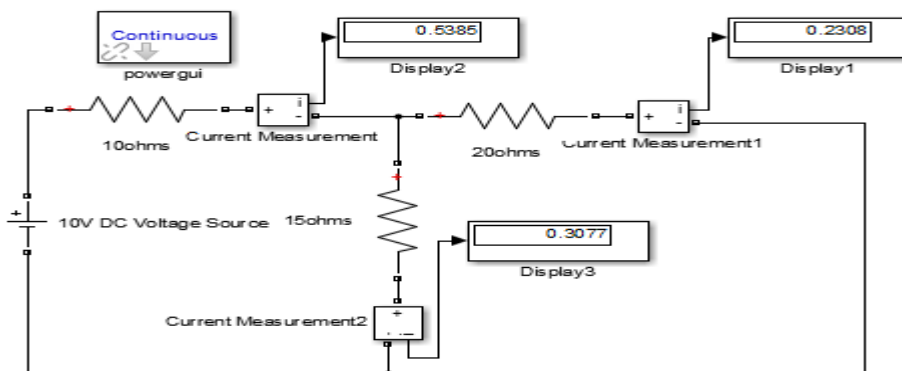 Continuous
powergui
0.5385
Display2
0.2308
Display1
+
i
-
Current Measurement
10ohms
+
i
-
Current Measurement1
20ohms
+
10V DC Voltage Source
15ohms
0.3077
Display3
+
Current Measurement2